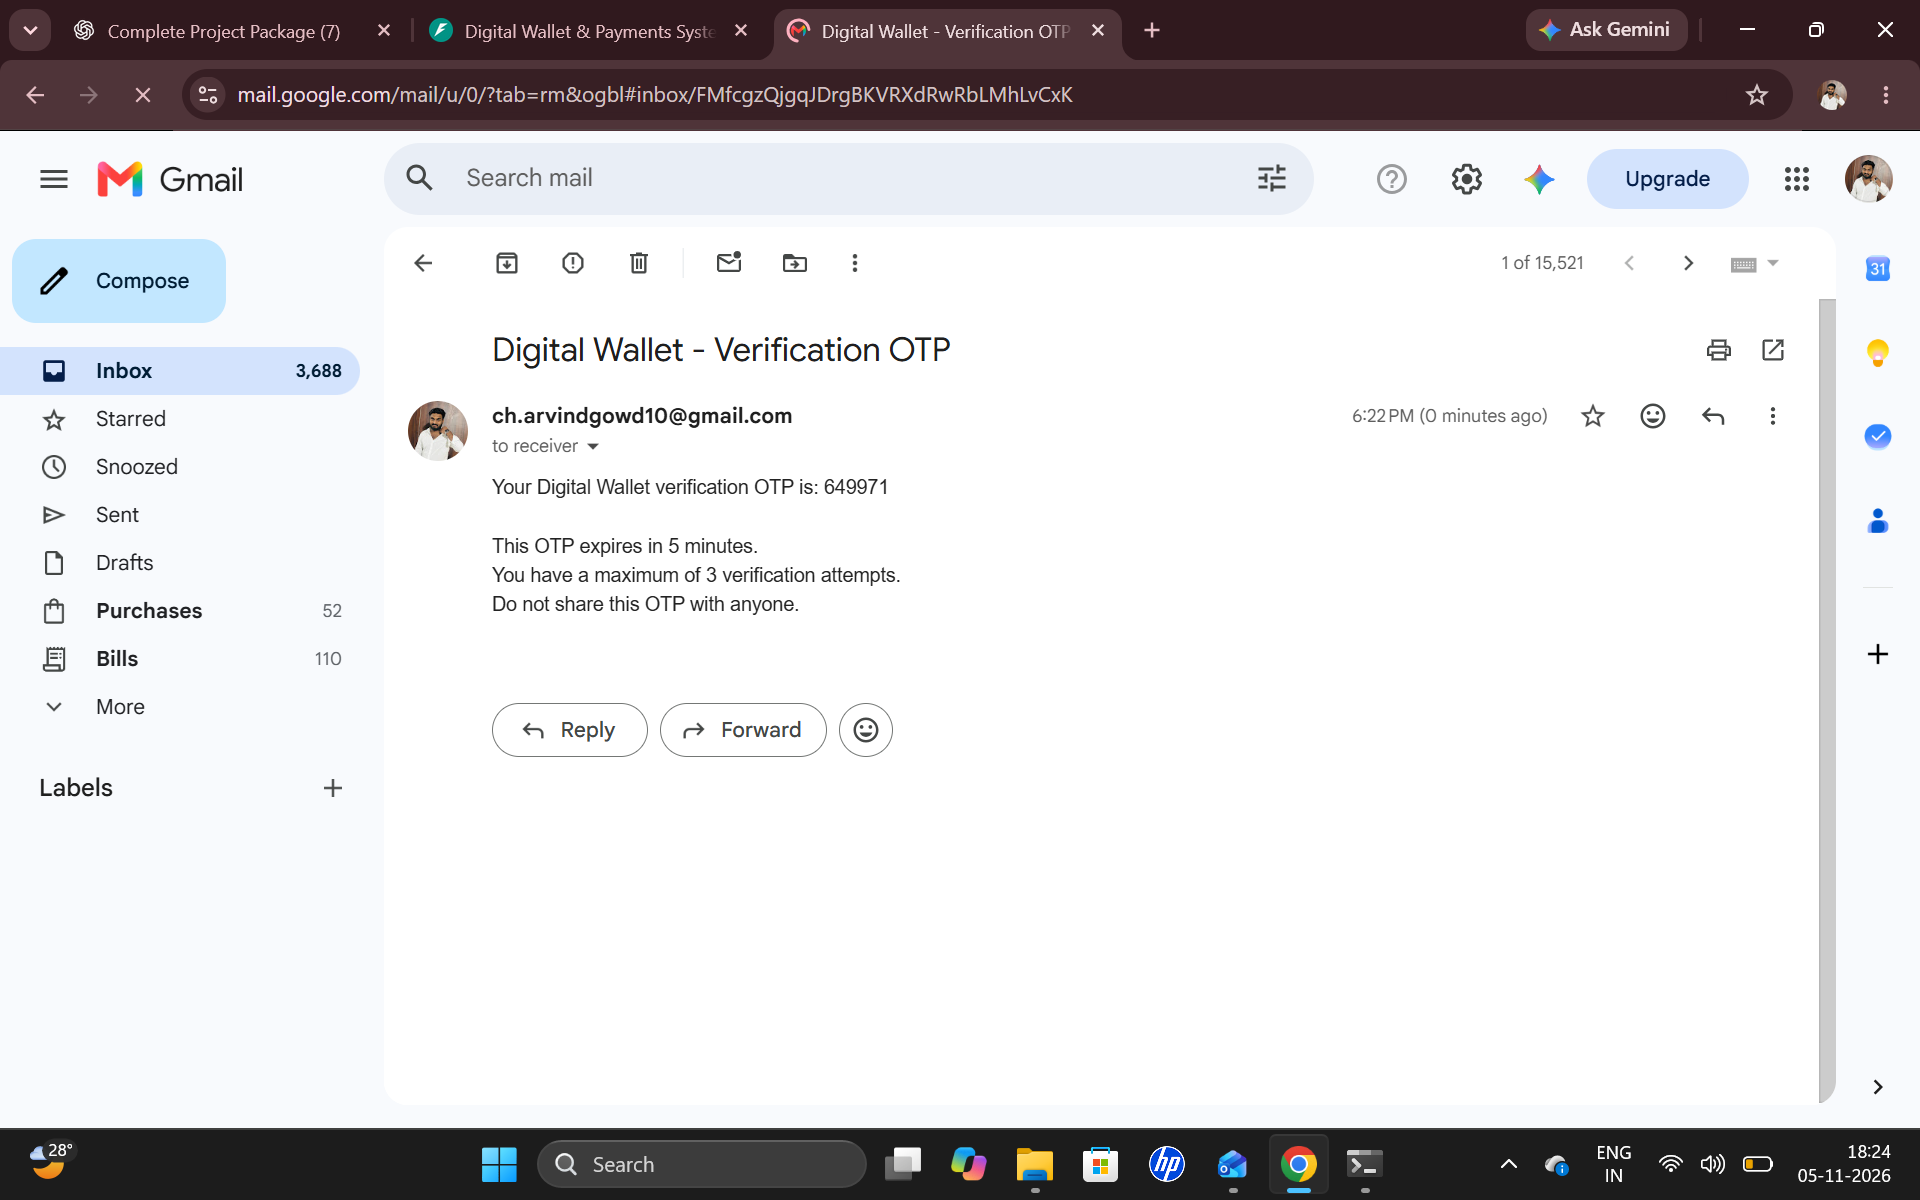 Complete Project Package (7)
Digital Wallet & Payments Syste
Digital Wallet - Verification OTP
Ask Gemini
mail.google.com/mail/u/0/?tab=rm&ogbl#inbox/FMfcgzQjgqJDrgBKVRXdRwRbLMhLvCxK
Gmail
Search mail
Upgrade
31
Compose
1 of 15,521
Inbox 3,688
Starred
Snoozed
Sent
Drafts
Purchases 52
Bills 110
More
Labels
Digital Wallet - Verification OTP
ch.arvindgowd10@gmail.com
6:22 PM (0 minutes ago)
to receiver
Your Digital Wallet verification OTP is: 649971
This OTP expires in 5 minutes.
You have a maximum of 3 verification attempts.
Do not share this OTP with anyone.
Reply
Forward
28°
Search
hp
ENG
IN
18:24
05-11-2026